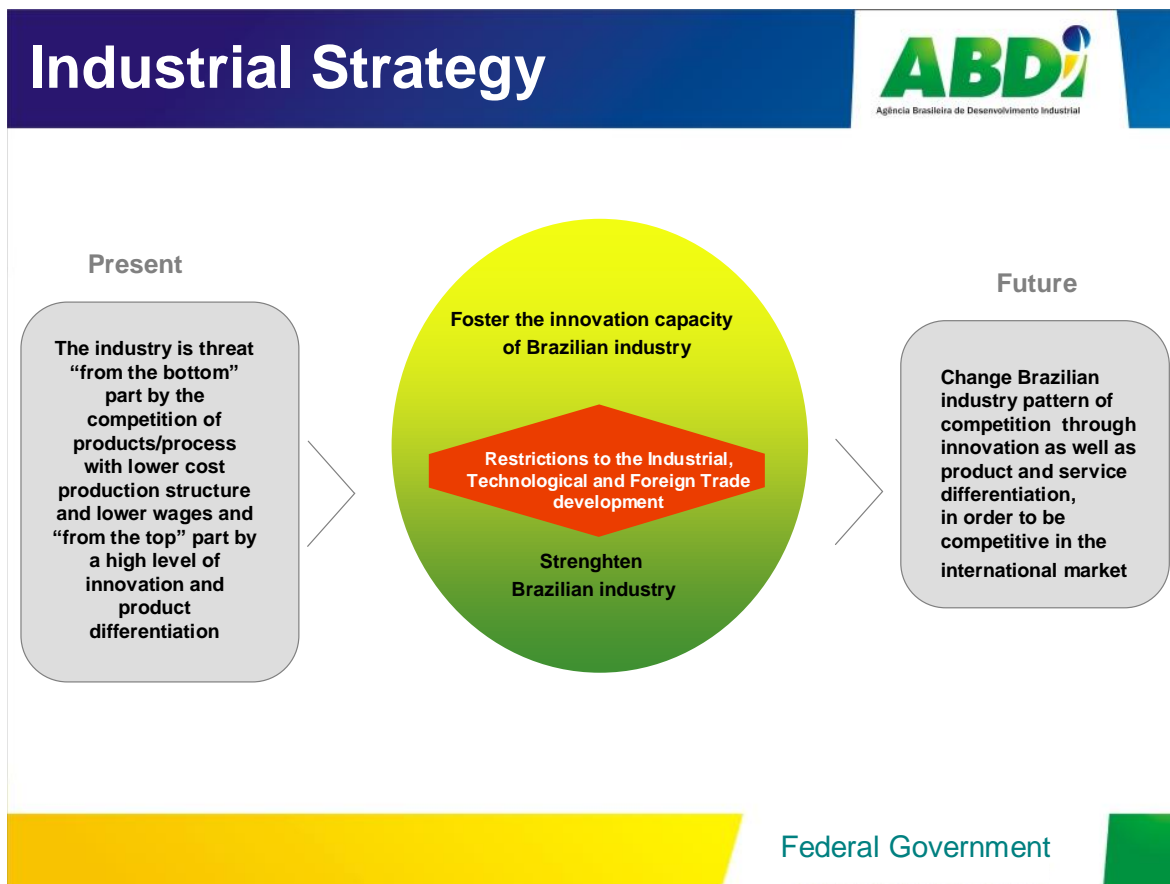 Industrial Strategy
ABDi
Agência Brasileira de Desenvolvimento Industrial
Present
The industry is threat
“from the bottom”
part by the
competition of
products/process
with lower cost
production structure
and lower wages and
“from the top” part by
a high level of
innovation and
product
differentiation
Foster the innovation capacity
of Brazilian industry
Restrictions to the Industrial,
Technological and Foreign Trade
development
Strenghten
Brazilian industry
Future
Change Brazilian
industry pattern of
competition through
innovation as well as
product and service
differentiation,
in order to be
competitive in the
international market
Federal Government